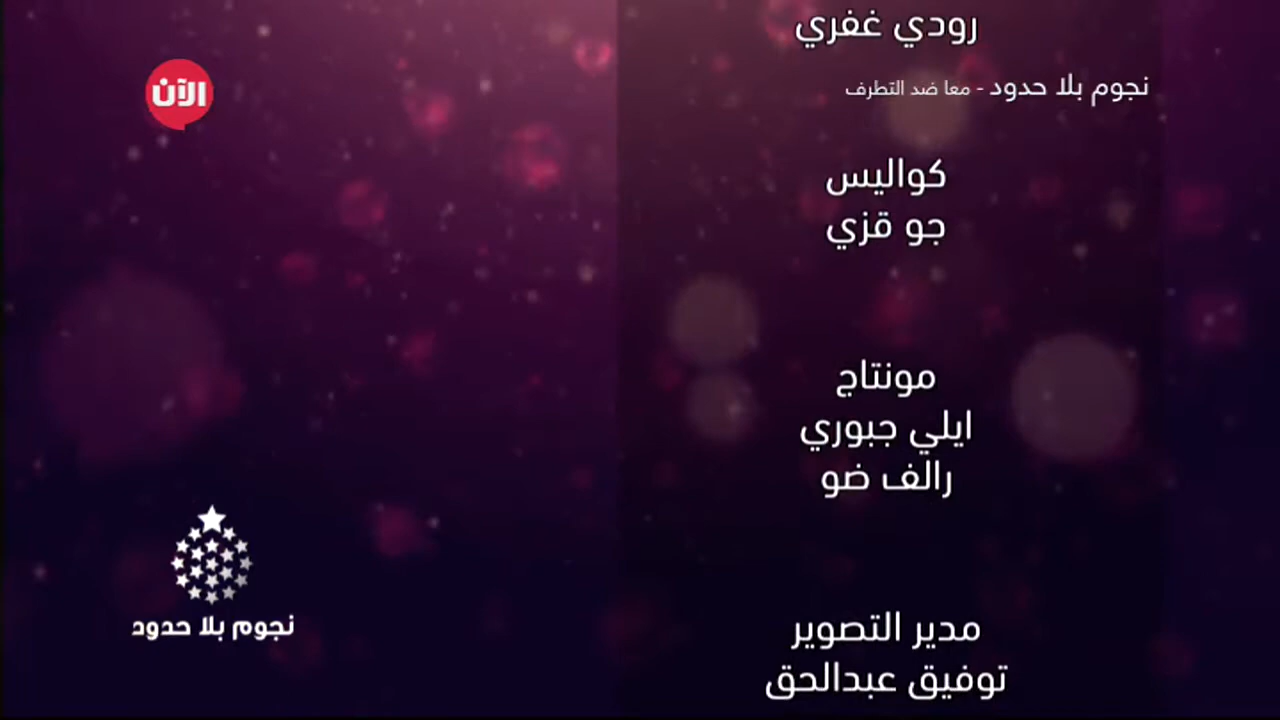 رودي غفري
نجوم بلا حدود - معا ضد التطرف
الآن
كواليس
جو قزي
مونتاج
ايلي جبوري
رالف ضو
نجوم بلا حدود
مدير التصوير
توفيق عبدالحق